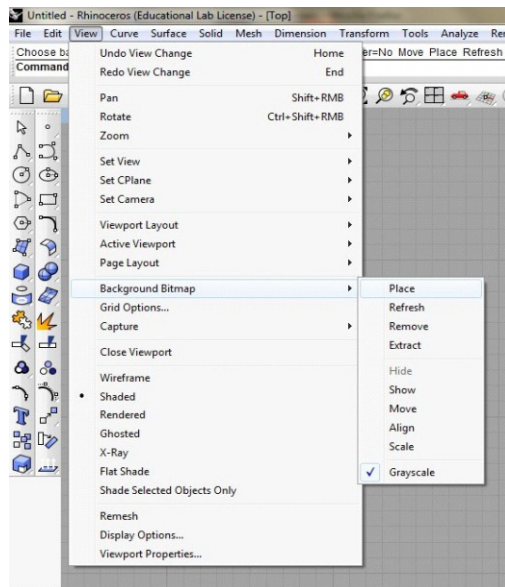 Untitled - Rhinoceros (Educational Lab License) - [Top]
File Edit View Curve Surface Solid Mesh Dimension Transform Tools Analyze
Choose
er=No Move Place Refresh
Command
Undo View Change Home
Redo View Change End
Pan Shift+RMB
Rotate Ctrl+Shift+RMB
Zoom
Set View
Set CPlane
Set Camera
Viewport Layout
Active Viewport
Page Layout
Background Bitmap
Grid Options...
Capture
Close Viewport
Wireframe
Shaded
Rendered
Ghosted
X-Ray
Flat Shade
Shade Selected Objects Only
Remesh
Display Options...
Viewport Properties...
Place
Refresh
Remove
Extract
Hide
Show
Move
Align
Scale
Grayscale